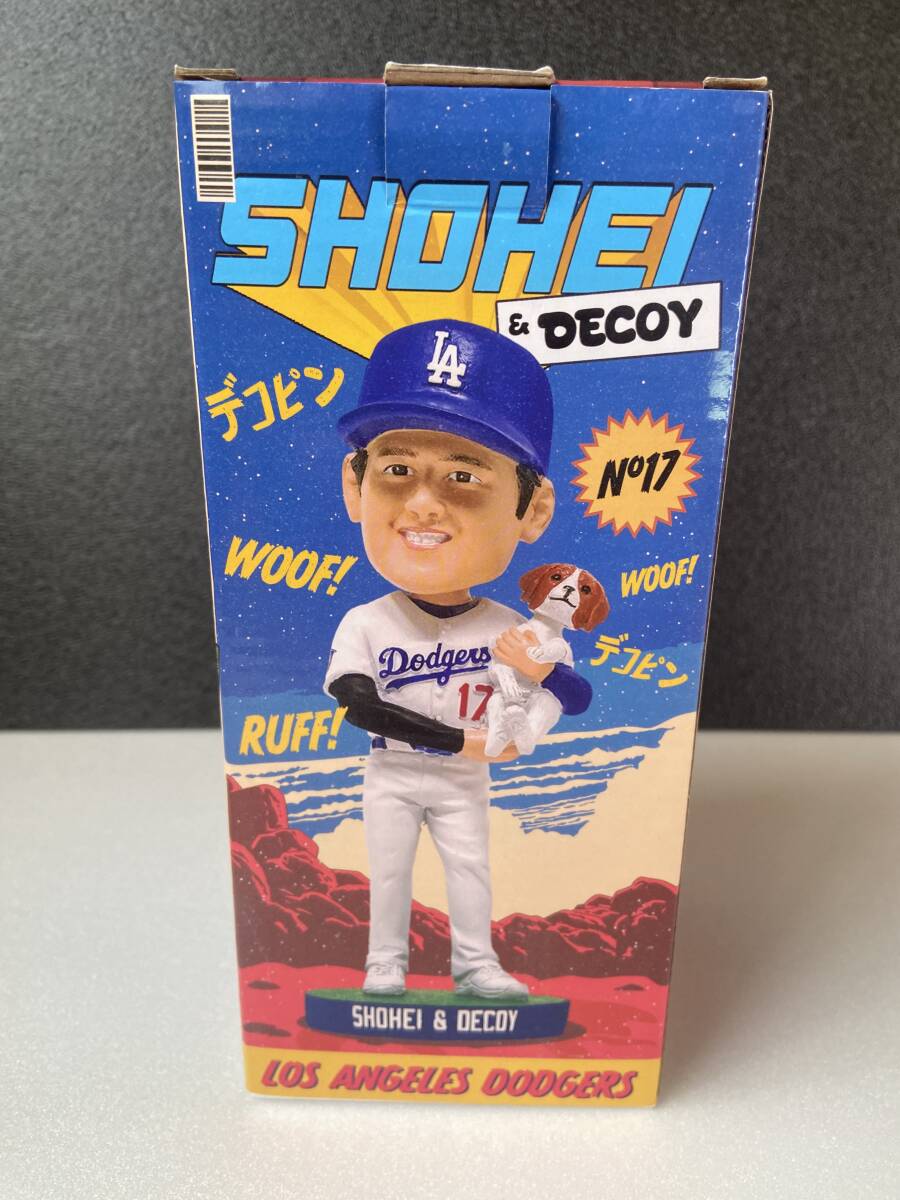 SHOHEI
& DECOY
デコピン
LA
Nº17
WOOF!
WOOF!
デコピン
Dodgers
17
RUFF!
SHOHEI & DECOY
LOS ANGELES DODGERS